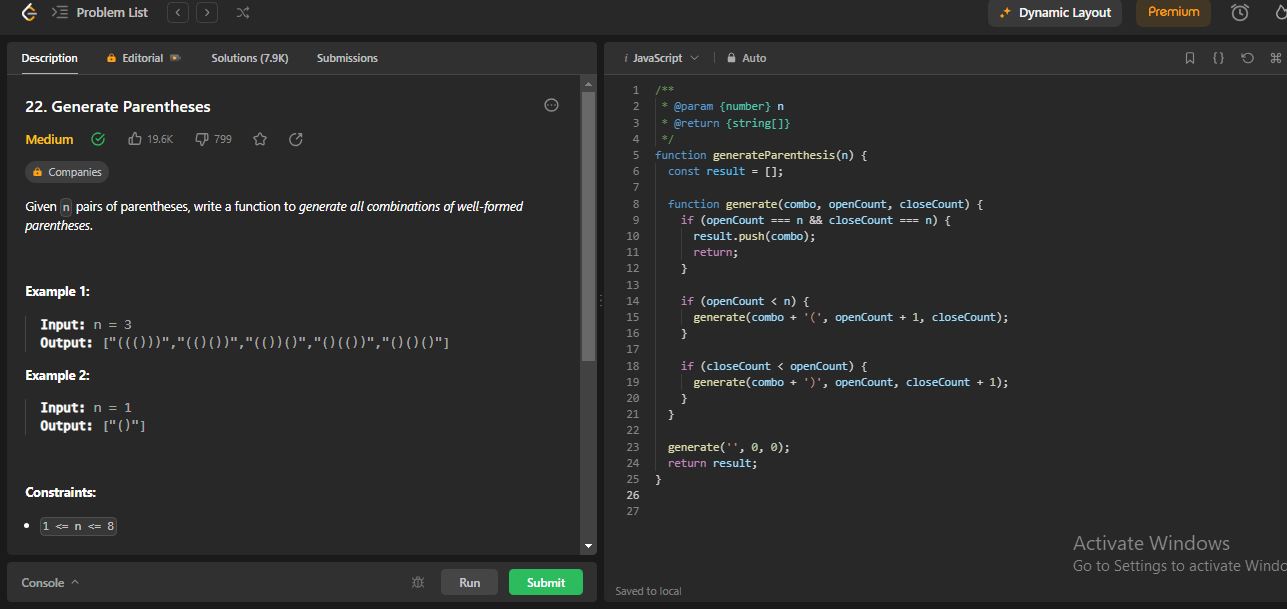 Problem List
Dynamic Layout
Premium
Description
Editorial
Solutions (7.9K)
Submissions
22. Generate Parentheses
Medium
19.6K
799
Companies
Given n pairs of parentheses, write a function to generate all combinations of well-formed
parentheses.
Example 1:
Input: n = 3
Output: ["((()))","(()())","(())()","()(())","()()()"]
Example 2:
Input: n = 1
Output: ["()"]
Constraints:
1 <= n <= 8
Console
Run
Submit
i JavaScript
Auto
{}
1 /**
2  * @param {number} n
3  * @return {string[]}
4  */
5 function generateParenthesis(n) {
6   const result = [];
7
8   function generate(combo, openCount, closeCount) {
9     if (openCount === n && closeCount === n) {
10       result.push(combo);
11       return;
12     }
13
14     if (openCount < n) {
15       generate(combo + '(', openCount + 1, closeCount);
16     }
17
18     if (closeCount < openCount) {
19       generate(combo + ')', openCount, closeCount + 1);
20     }
21   }
22
23   generate('', 0, 0);
24   return result;
25 }
26
27
Activate Windows
Go to Settings to activate Windo
Saved to local